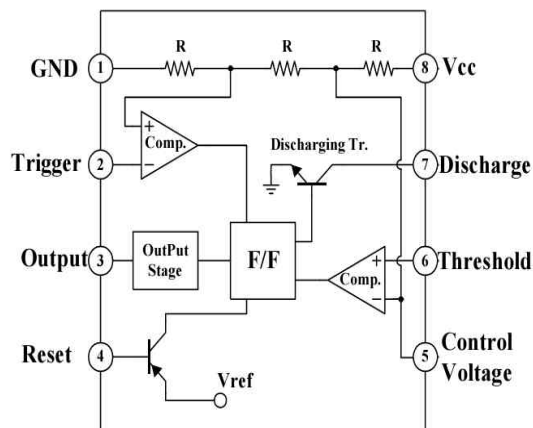 R R R
GND 1 8 Vcc
+
Comp.
−
Trigger 2
Discharging Tr.
7 Discharge
Output 3
OutPut
Stage
F/F
+
Comp.
−
6 Threshold
Reset 4
Vref
5 Control
Voltage